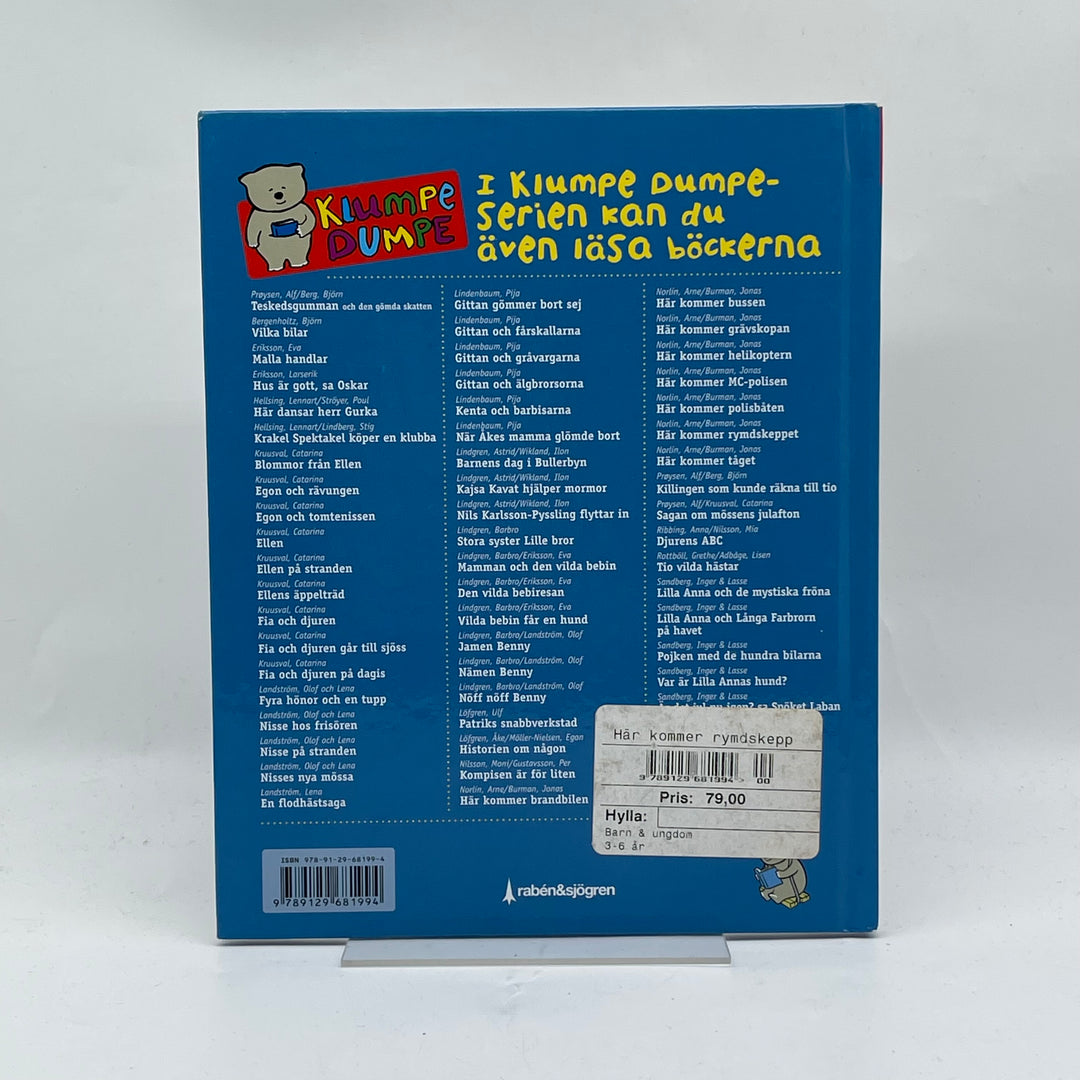 KLUMPE
DUMPE
I Klumpe Dumpe-
serien kan du
även läsa böckerna
Prøysen, Alf/Berg, Björn
Teskedsgumman och den gömda skatten
Bergenholtz, Björn
Vilka bilar
Eriksson, Eva
Malla handlar
Eriksson, Larserik
Hus är gott, sa Oskar
Hellsing, Lennart/Ströyer, Poul
Här dansar herr Gurka
Hellsing, Lennart/Lindberg, Stig
Krakel Spektakel köper en klubba
Kruusval, Catarina
Blommor från Ellen
Kruusval, Catarina
Egon och rävungen
Kruusval, Catarina
Egon och tomtenissen
Kruusval, Catarina
Ellen
Kruusval, Catarina
Ellen på stranden
Kruusval, Catarina
Ellens äppelträd
Kruusval, Catarina
Fia och djuren
Kruusval, Catarina
Fia och djuren går till sjöss
Kruusval, Catarina
Fia och djuren på dagis
Landström, Olof och Lena
Fyra hönor och en tupp
Landström, Olof och Lena
Nisse hos frisören
Landström, Olof och Lena
Nisse på stranden
Landström, Olof och Lena
Nisses nya mössa
Landström, Lena
En flodhästsaga
Lindenbaum, Pija
Gittan gömmer bort sej
Lindenbaum, Pija
Gittan och fårskallarna
Lindenbaum, Pija
Gittan och gråvargarna
Lindenbaum, Pija
Gittan och älgbrorsorna
Lindenbaum, Pija
Kenta och barbisarna
Lindenbaum, Pija
När Åkes mamma glömde bort
Lindgren, Astrid/Wikland, Ilon
Barnens dag i Bullerbyn
Lindgren, Astrid/Wikland, Ilon
Kajsa Kavat hjälper mormor
Lindgren, Astrid/Wikland, Ilon
Nils Karlsson-Pyssling flyttar in
Lindgren, Barbro
Stora syster Lille bror
Lindgren, Barbro/Eriksson, Eva
Mamman och den vilda bebin
Lindgren, Barbro/Eriksson, Eva
Den vilda bebiresan
Lindgren, Barbro/Eriksson, Eva
Vilda bebin får en hund
Lindgren, Barbro/Landström, Olof
Jamen Benny
Lindgren, Barbro/Landström, Olof
Nämen Benny
Lindgren, Barbro/Landström, Olof
Nöff nöff Benny
Löfgren, Ulf
Patriks snabbverkstad
Löfgren, Åke/Möller-Nielsen, Egon
Historien om någon
Nilsson, Moni/Gustavsson, Per
Kompisen är för liten
Norlin, Arne/Burman, Jonas
Här kommer brandbilen
Norlin, Arne/Burman, Jonas
Här kommer bussen
Norlin, Arne/Burman, Jonas
Här kommer grävskopan
Norlin, Arne/Burman, Jonas
Här kommer helikoptern
Norlin, Arne/Burman, Jonas
Här kommer MC-polisen
Norlin, Arne/Burman, Jonas
Här kommer polisbåten
Norlin, Arne/Burman, Jonas
Här kommer rymdskeppet
Norlin, Arne/Burman, Jonas
Här kommer tåget
Prøysen, Alf/Berg, Björn
Killingen som kunde räkna till tio
Prøysen, Alf/Kruusval, Catarina
Sagan om mössens julafton
Ribbing, Anna/Nilsson, Mia
Djurens ABC
Rottböll, Grethe/Adbåge, Lisen
Tio vilda hästar
Sandberg, Inger & Lasse
Lilla Anna och de mystiska fröna
Sandberg, Inger & Lasse
Lilla Anna och Långa Farbrorn
på havet
Sandberg, Inger & Lasse
Pojken med de hundra bilarna
Sandberg, Inger & Lasse
Var är Lilla Annas hund?
Sandberg, Inger & Lasse
det jul nu igen? sa Spöket Laban
Här kommer rymdskepp
9 789129 681994 > 00
Pris: 79,00
Hylla:
Barn & ungdom
3-6 år
ISBN 978-91-29-68199-4
9 789129 681994
rabén&sjögren